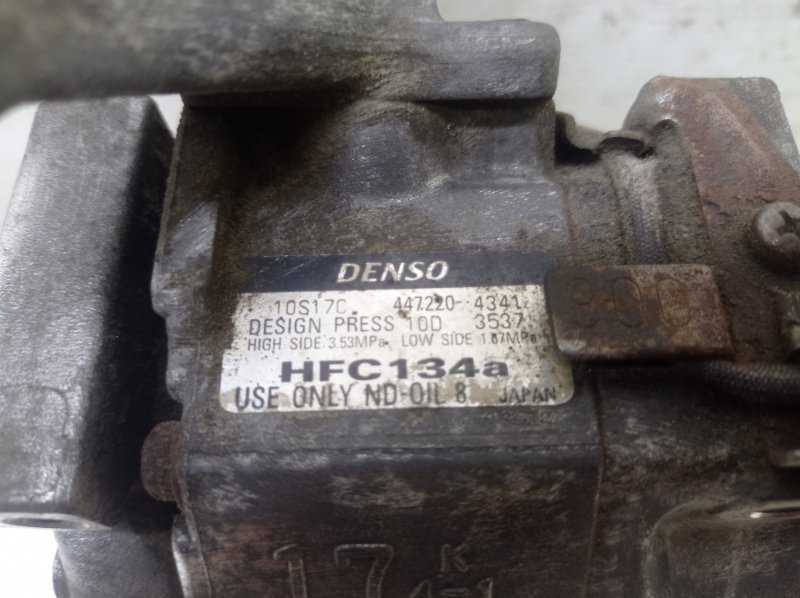 DENSO
10S17C 447220-4341
DESIGN PRESS 10D 3537
HIGH SIDE 3.53MPa LOW SIDE 1.67MPa
HFC134a
USE ONLY ND-OIL 8 JAPAN
17 K